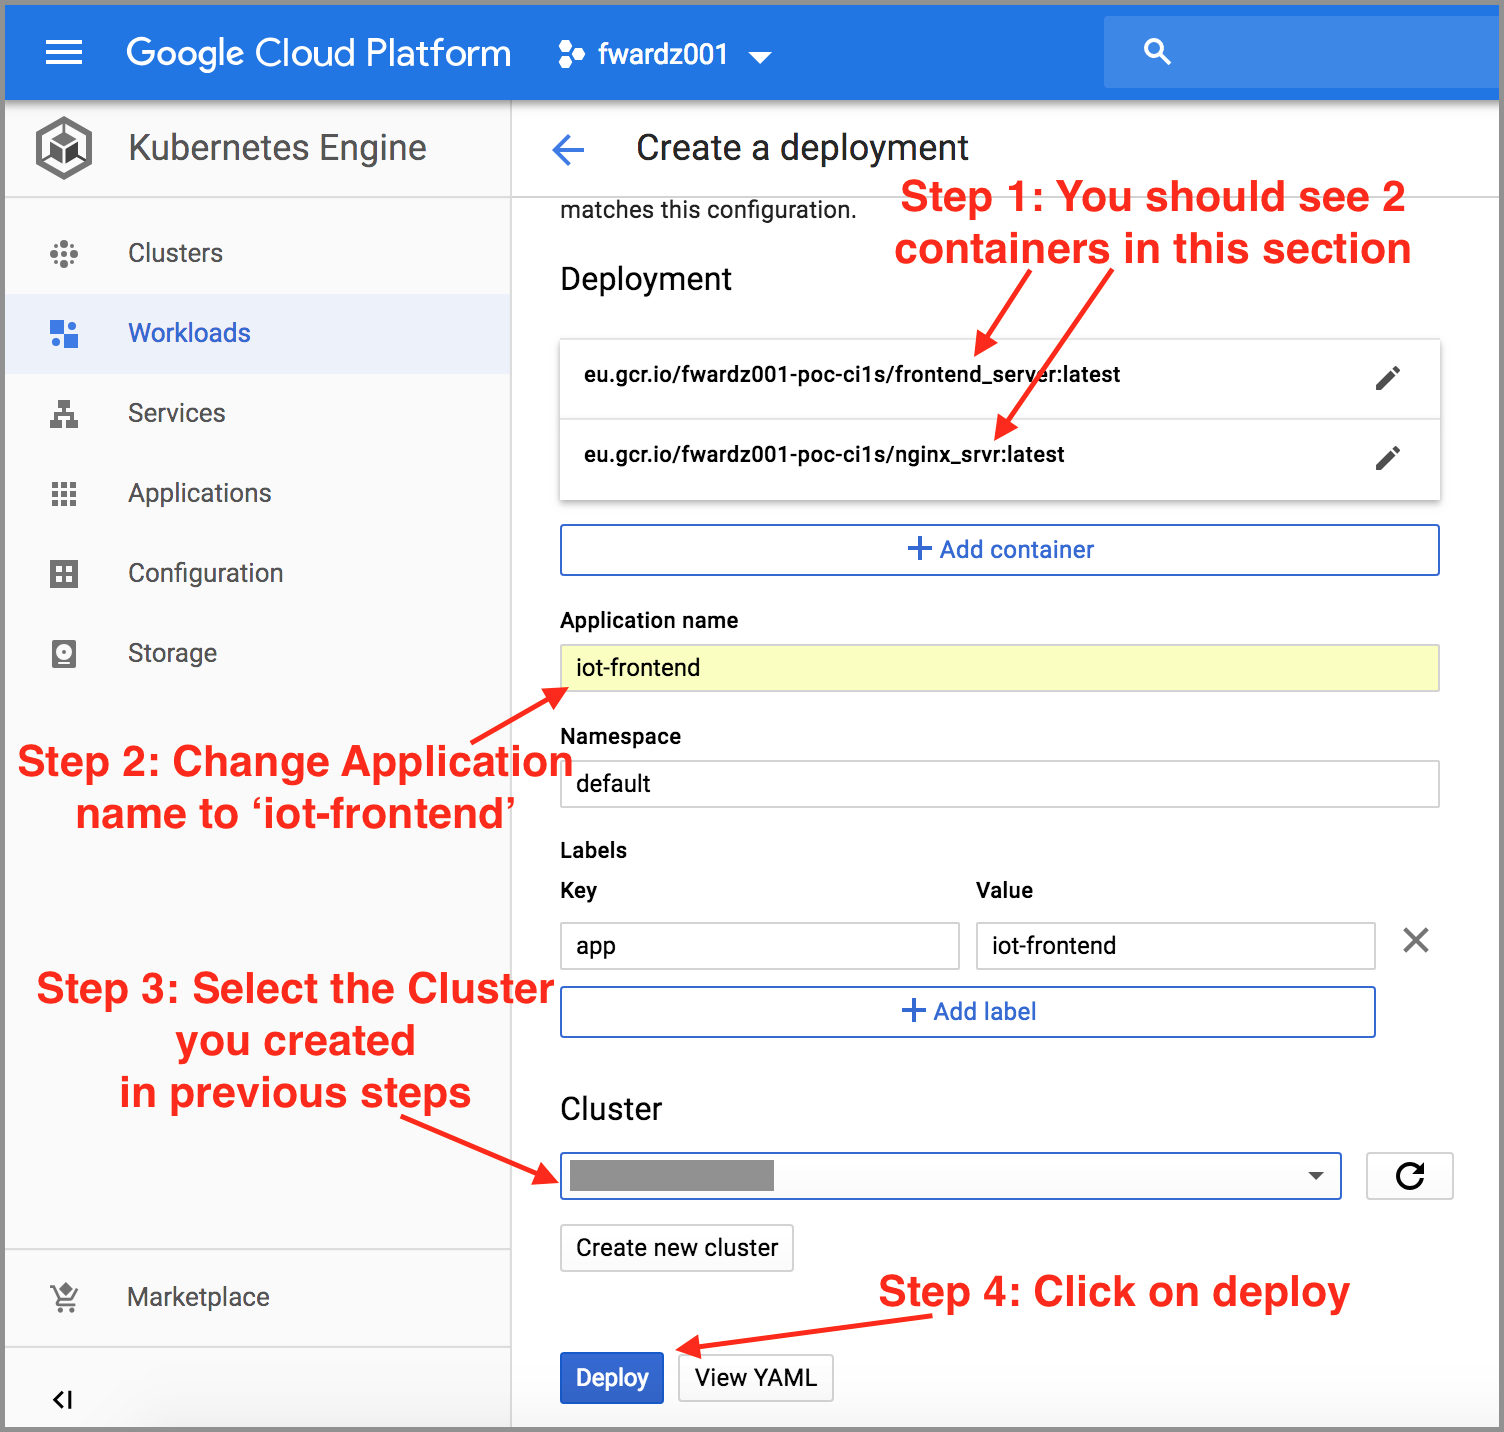 Google Cloud Platform
fwardz001
Kubernetes Engine
Create a deployment
matches this configuration.
Step 1: You should see 2
containers in this section
Clusters
Workloads
Services
Applications
Configuration
Storage
Deployment
eu.gcr.io/fwardz001-poc-ci1s/frontend_server:latest
eu.gcr.io/fwardz001-poc-ci1s/nginx_srvr:latest
Add container
Application name
iot-frontend
Step 2: Change Application
name to ‘iot-frontend’
Namespace
default
Labels
Key
Value
app
iot-frontend
Add label
Step 3: Select the Cluster
you created
in previous steps
Cluster
Create new cluster
Step 4: Click on deploy
Deploy
View YAML
Marketplace